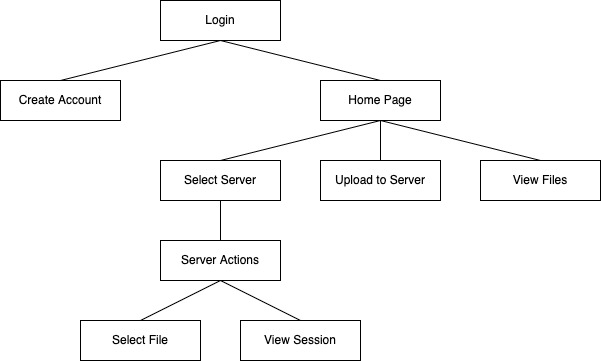 Login
Create Account
Home Page
Select Server
Upload to Server
View Files
Server Actions
Select File
View Session